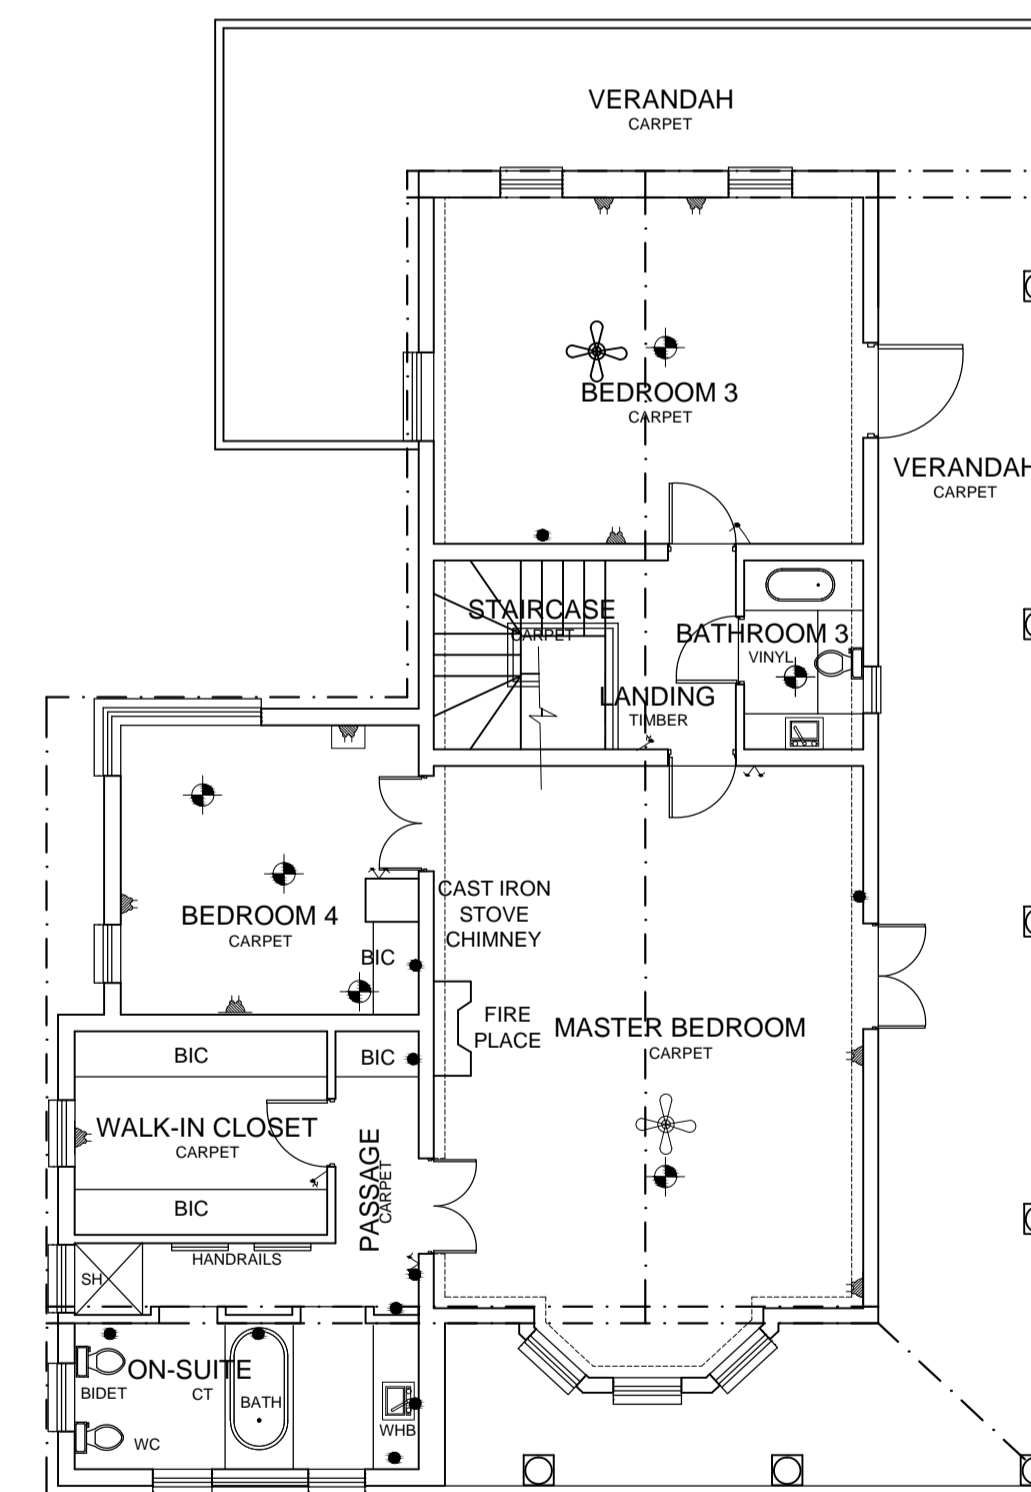 VERANDAH
CARPET
BEDROOM 3
CARPET
VERANDAH
CARPET
STAIRCASE
CARPET
BATHROOM 3
VINYL
LANDING
TIMBER
CAST IRON
STOVE
CHIMNEY
BEDROOM 4
CARPET
BIC
FIRE
PLACE
MASTER BEDROOM
CARPET
BIC
BIC
WALK-IN CLOSET
CARPET
PASSAGE
CARPET
BIC
HANDRAILS
SH
ON-SUITE
CT
BIDET
BATH
WHB
WC